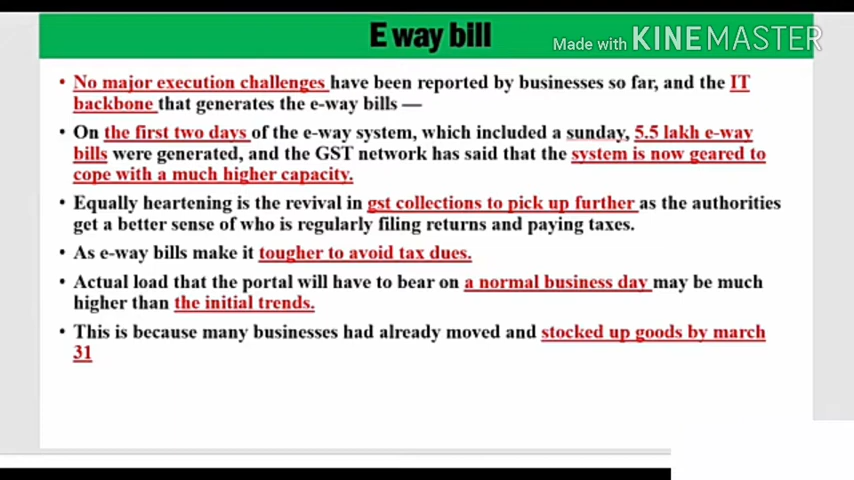 E way bill
Made with KINEMASTER
• No major execution challenges have been reported by businesses so far, and the IT
backbone that generates the e-way bills —
• On the first two days of the e-way system, which included a sunday, 5.5 lakh e-way
bills were generated, and the GST network has said that the system is now geared to
cope with a much higher capacity.
• Equally heartening is the revival in gst collections to pick up further as the authorities
get a better sense of who is regularly filing returns and paying taxes.
• As e-way bills make it tougher to avoid tax dues.
• Actual load that the portal will have to bear on a normal business day may be much
higher than the initial trends.
• This is because many businesses had already moved and stocked up goods by march
31